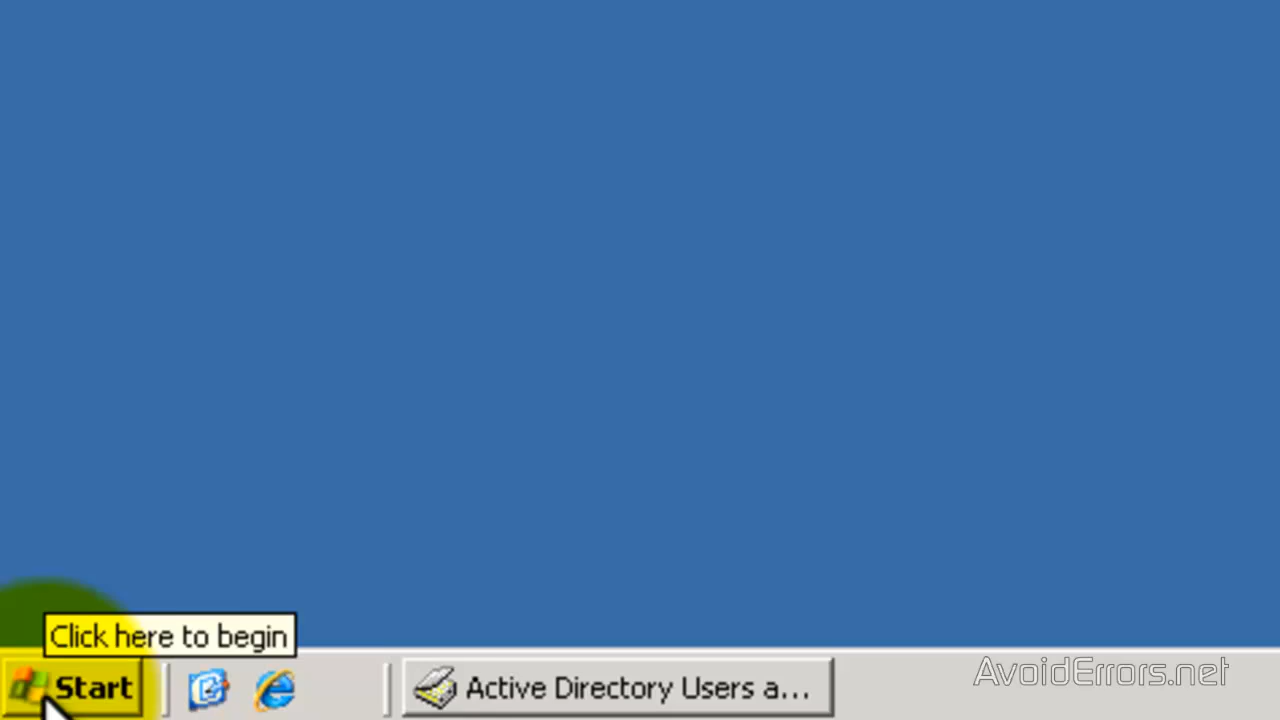 Click here to begin
Start
Active Directory Users a...
AvoidErrors.net